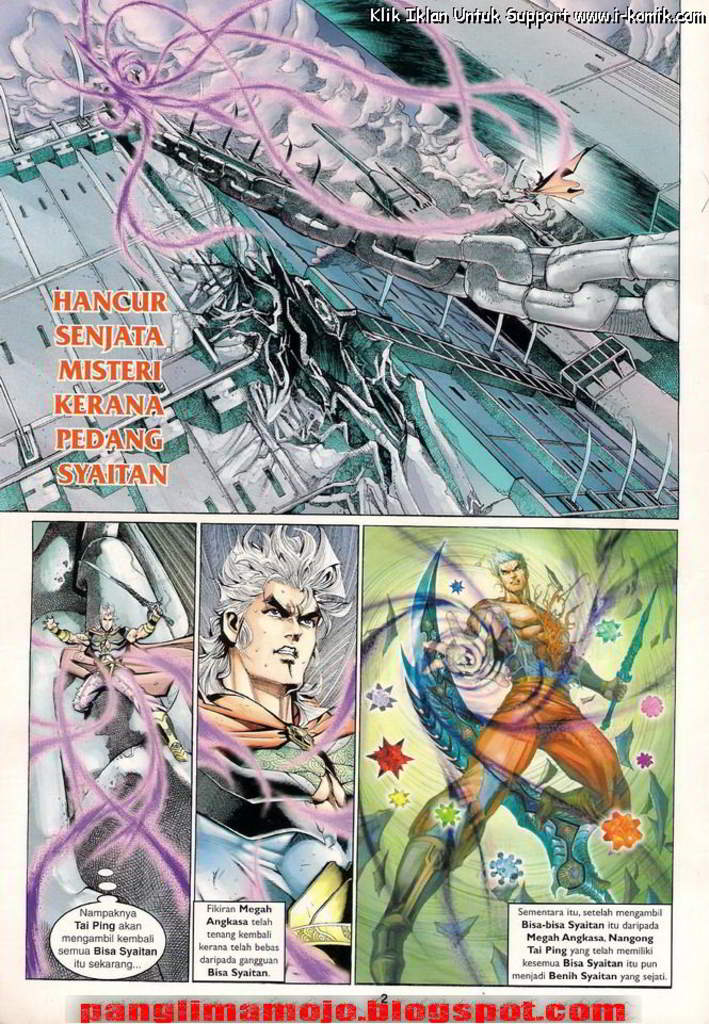 Klik Iklan Untuk Support www.i-komik.com
HANCUR
SENJATA
MISTERI
KERANA
PEDANG
SYAITAN
Nampaknya
Tai Ping akan
mengambil kembali
semua Bisa Syaitan
itu sekarang...
Fikiran Megah
Angkasa telah
tenang kembali
kerana telah bebas
daripada gangguan
Bisa Syaitan.
Sementara itu, setelah mengambil
Bisa-bisa Syaitan itu daripada
Megah Angkasa, Nangong
Tai Ping yang telah memiliki
kesemua Bisa Syaitan itu pun
menjadi Benih Syaitan yang sejati.
2
panglimamojo.blogspot.com